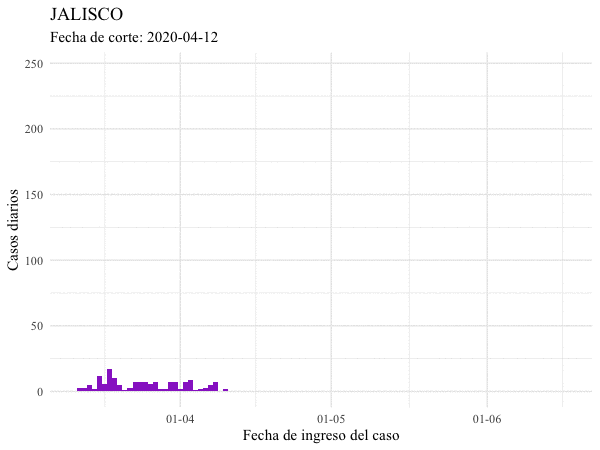 JALISCO
Fecha de corte: 2020-04-12
250
200
150
100
50
0
Casos diarios
01-04
01-05
01-06
Fecha de ingreso del caso